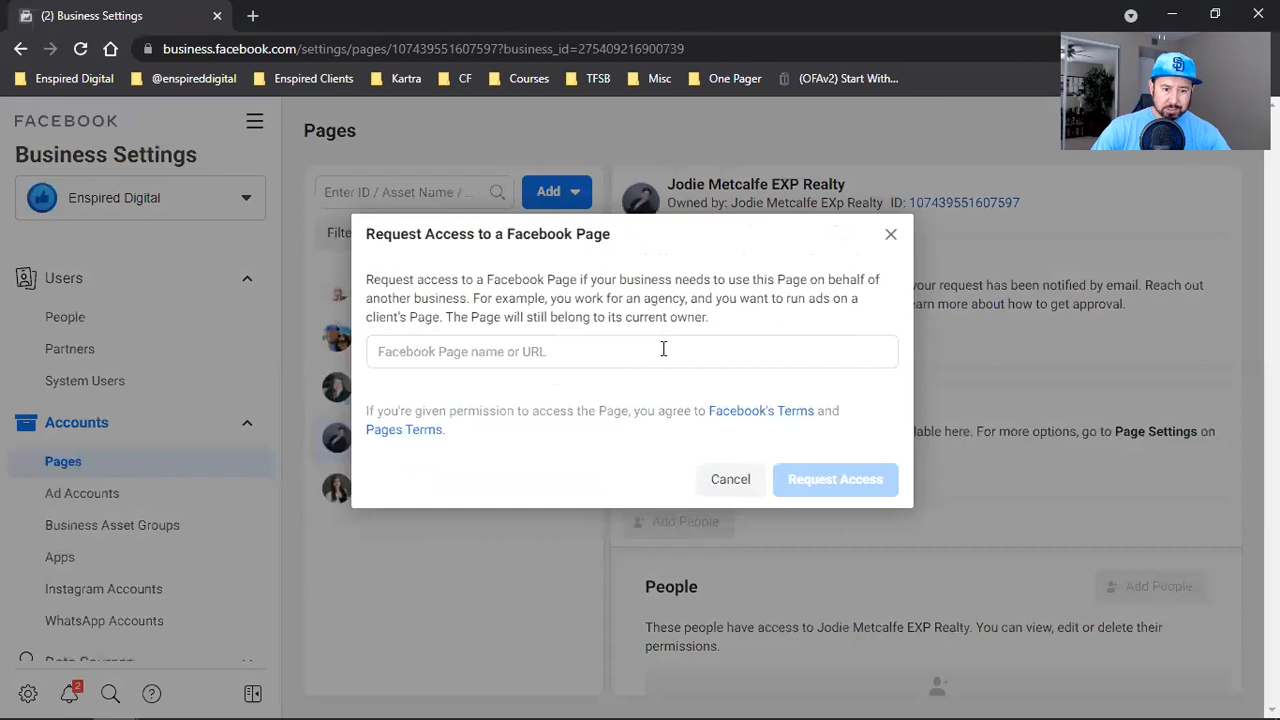 (2) Business Settings
business.facebook.com/settings/pages/107439551607597?business_id=275409216900739
Enspired Digital
@enspireddigital
Enspired Clients
Kartra
CF
Courses
TFSB
Misc
One Pager
(OFAv2) Start With...
FACEBOOK
Business Settings
Enspired Digital
Users
People
Partners
System Users
Accounts
Pages
Ad Accounts
Business Asset Groups
Apps
Instagram Accounts
WhatsApp Accounts
2
Pages
Enter ID / Asset Name / ...
Add
Filte
Jodie Metcalfe EXP Realty
Owned by: Jodie Metcalfe EXp Realty ID: 107439551607597
your request has been notified by email. Reach out
earn more about how to get approval.
lable here. For more options, go to Page Settings on
Add People
People
Add People
These people have access to Jodie Metcalfe EXP Realty. You can view, edit or delete their
permissions.
Request Access to a Facebook Page
Request access to a Facebook Page if your business needs to use this Page on behalf of
another business. For example, you work for an agency, and you want to run ads on a
client's Page. The Page will still belong to its current owner.
Facebook Page name or URL
If you're given permission to access the Page, you agree to Facebook's Terms and
Pages Terms.
Cancel
Request Access